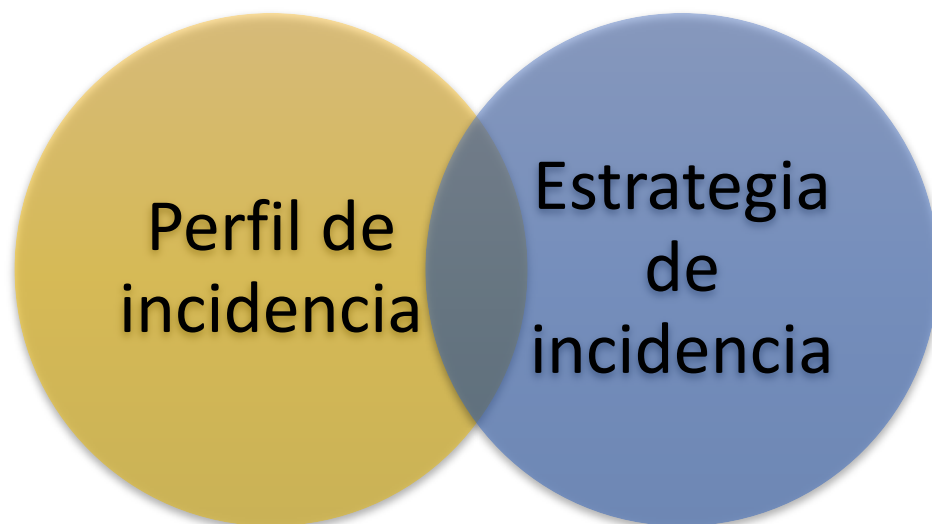 Perfil de
incidencia
Estrategia
de
incidencia